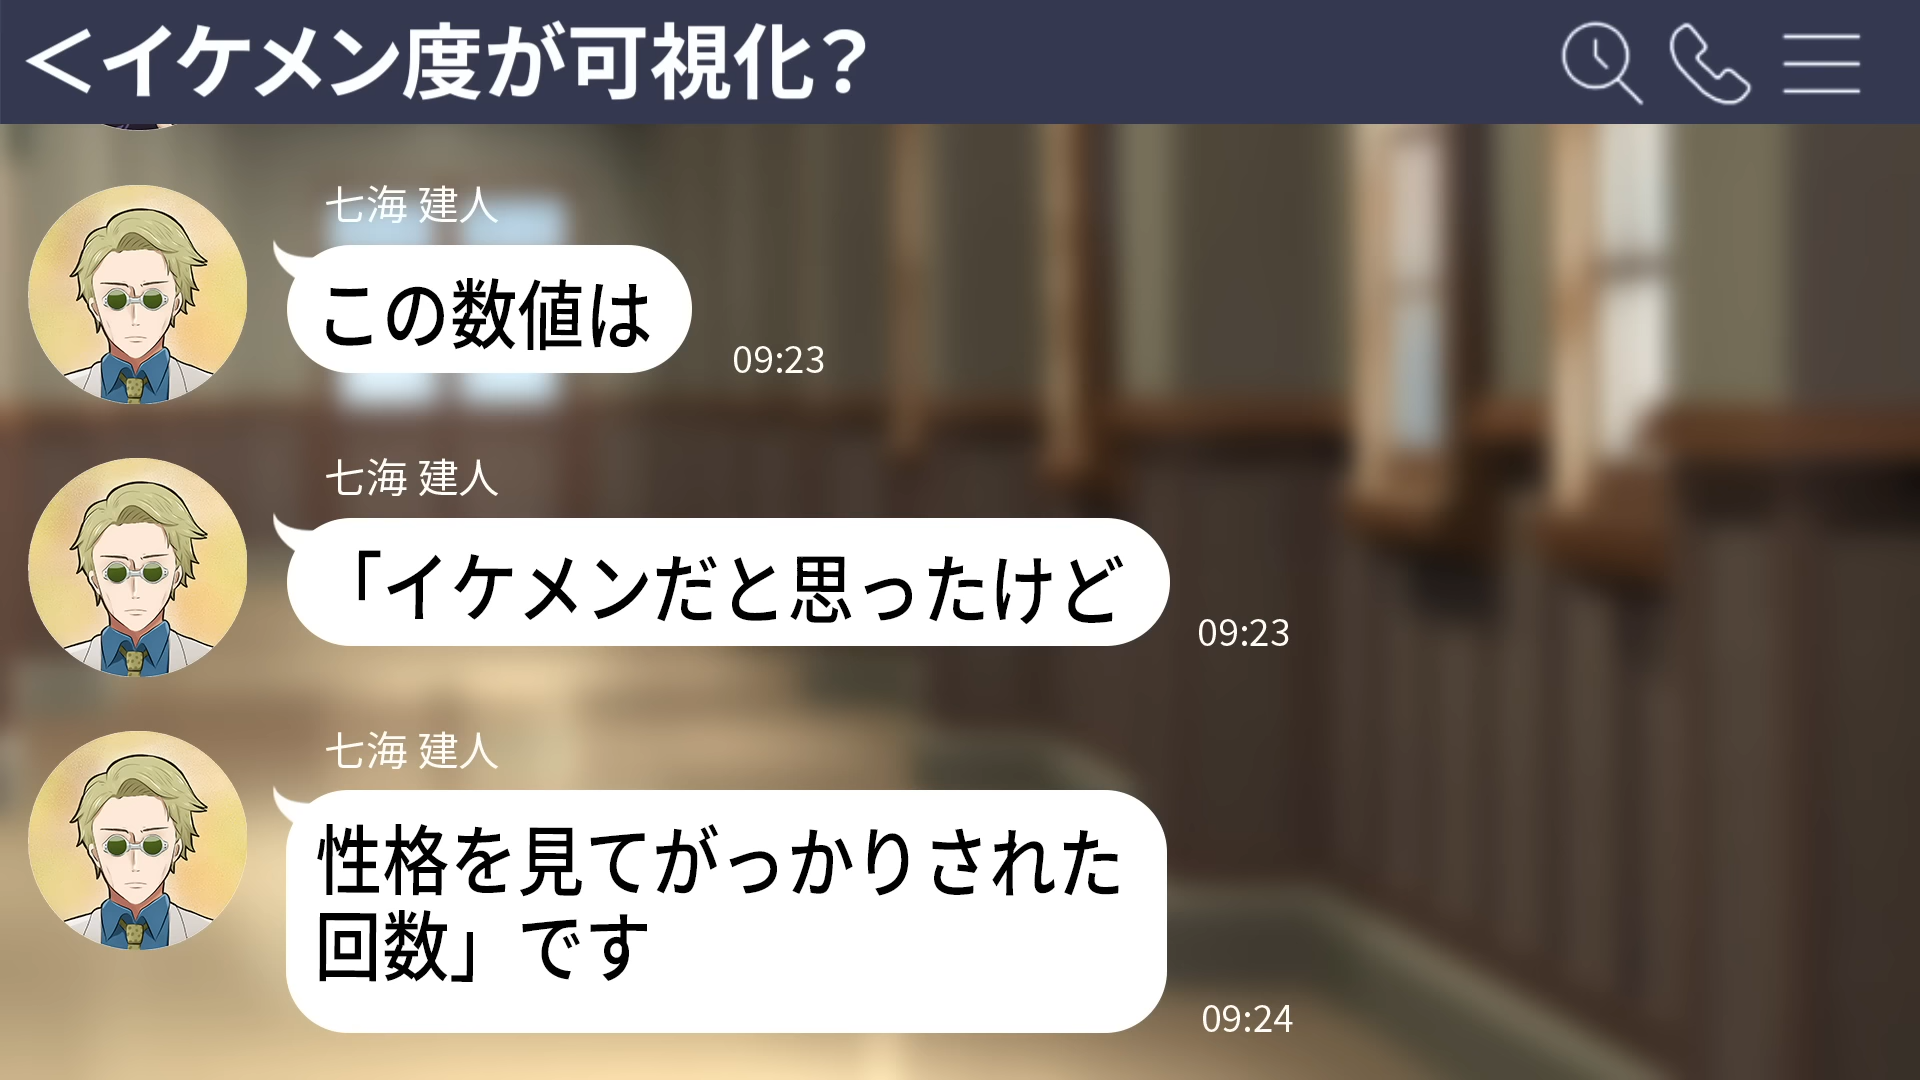 ＜イケメン度が可視化？
七海 建人
この数値は
09:23
七海 建人
「イケメンだと思ったけど
09:23
七海 建人
性格を見てがっかりされた
回数」です
09:24